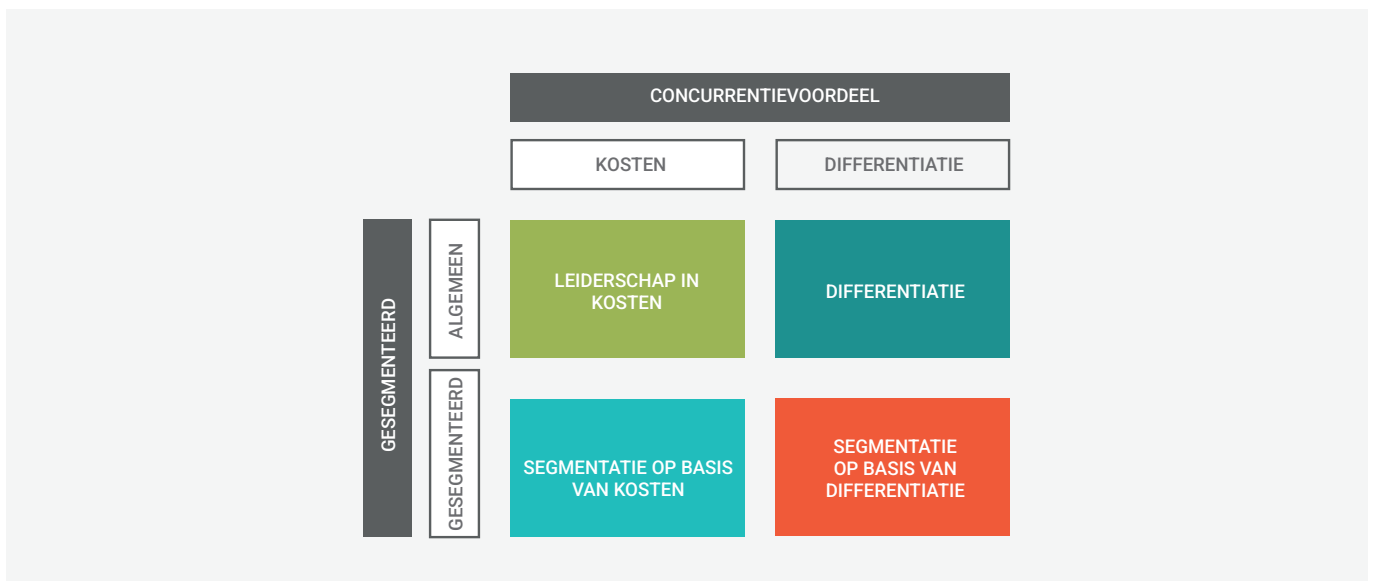 CONCURRENTIEVOORDEEL
KOSTEN
DIFFERENTIATIE
GESEGMENTEERD
ALGEMEEN
LEIDERSCHAP IN
KOSTEN
DIFFERENTIATIE
GESEGMENTEERD
SEGMENTATIE OP BASIS
VAN KOSTEN
SEGMENTATIE
OP BASIS VAN
DIFFERENTIATIE